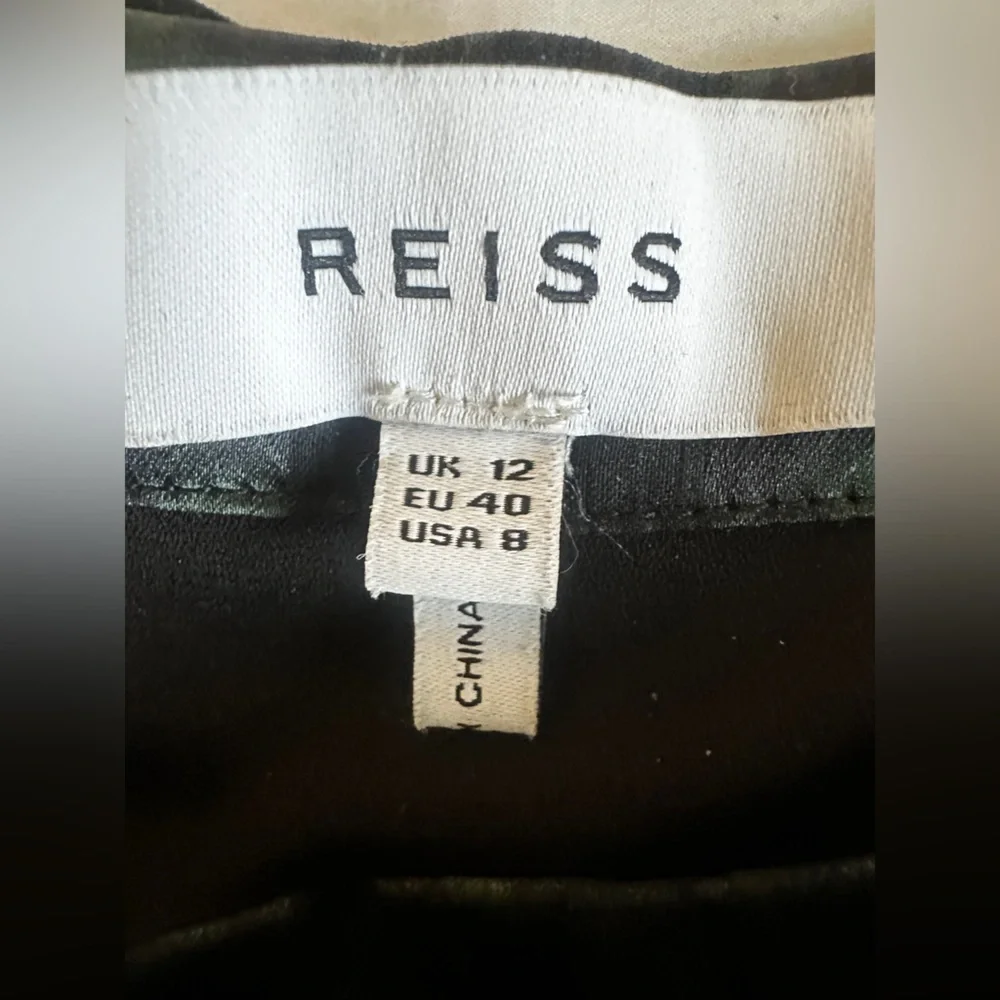 REISS
UK 12
EU 40
USA 8
CHINA